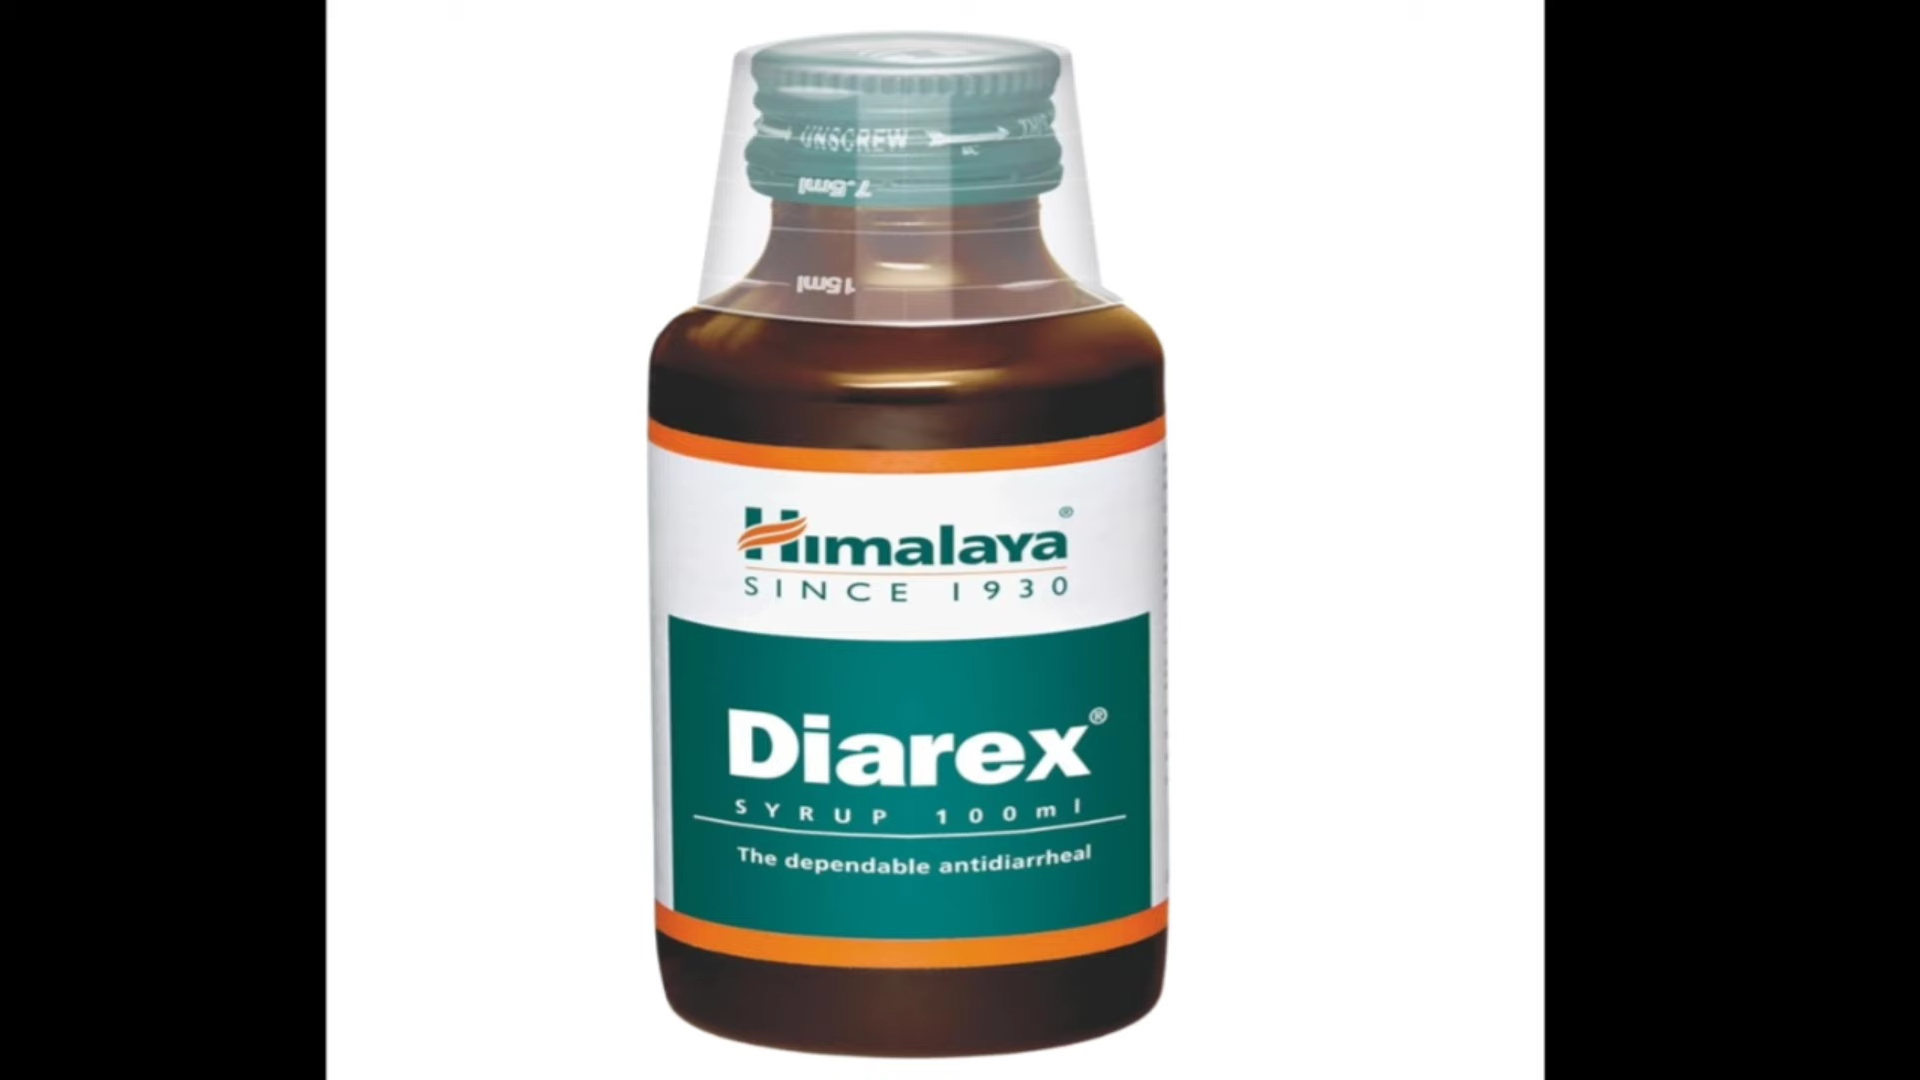 UNSCREW
7.5ml
15ml
Himalaya®
SINCE 1930
Diarex®
SYRUP 100ml
The dependable antidiarrheal